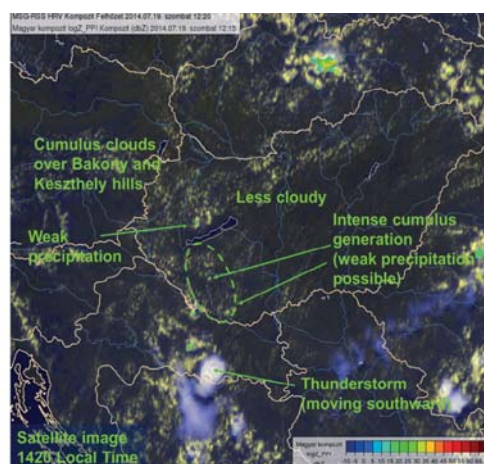 MSG-RSS HRV Kompozit Felhőzet 2014.07.19. szombat 12:20
Magyar kompozit logZ_PPI Kompozit (dbZ) 2014.07.19. szombat 12:15
Cumulus clouds
over Bakony and
Keszthely hills
Less cloudy
Weak
precipitation
Intense cumulus
generation
(weak precipitation
possible)
Thunderstorm
(moving southward)
Satellite image
1420 Local Time
Magyar kompozit
logZ_PPI